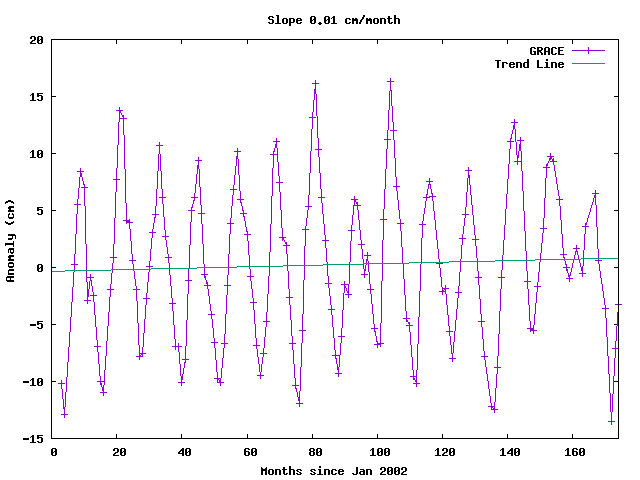 Slope 0.01 cm/month
20
15
10
5
0
-5
-10
-15
Anomaly (cm)
GRACE
Trend Line
0 20 40 60 80 100 120 140 160
Months since Jan 2002